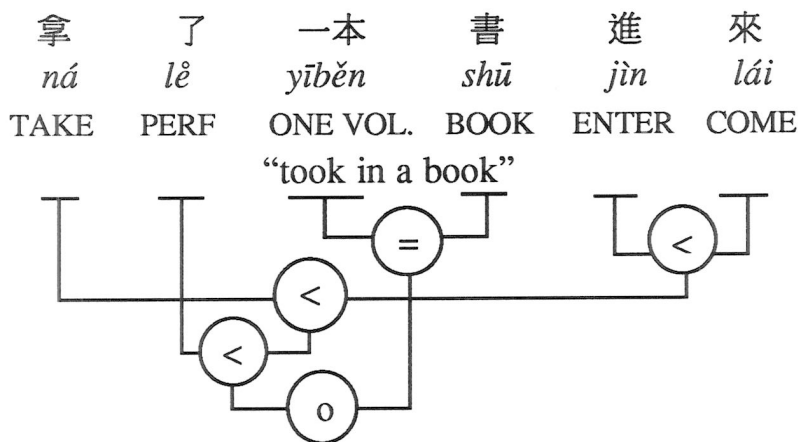 拿 了 一本 書 進 來
ná le̊ yīběn shū jìn lái
TAKE PERF ONE VOL. BOOK ENTER COME
“took in a book”
=
<
<
<
o